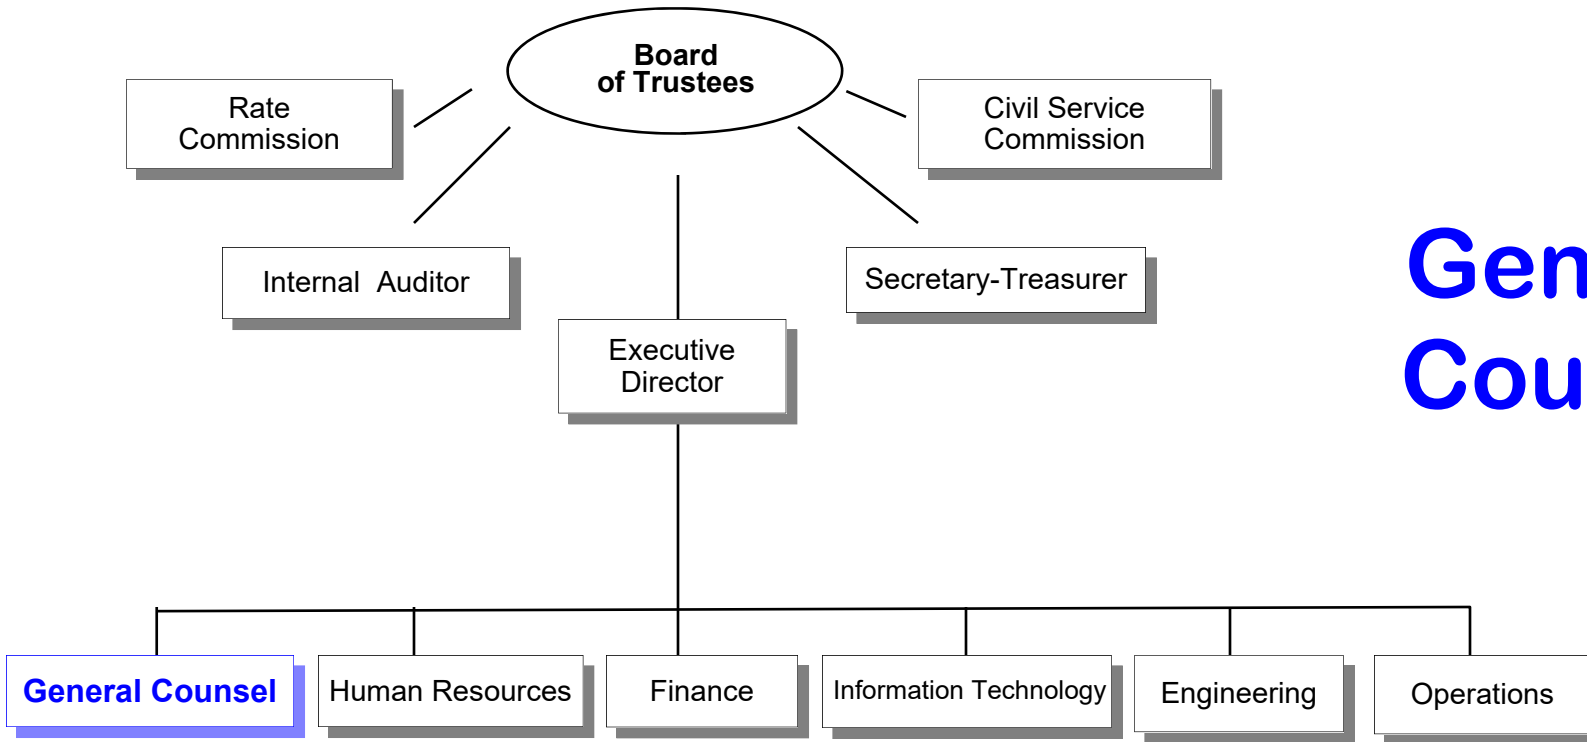 Board
of Trustees
Rate
Commission
Civil Service
Commission
Internal Auditor
Secretary-Treasurer
Executive
Director
Gen
Cou
General Counsel
Human Resources
Finance
Information Technology
Engineering
Operations